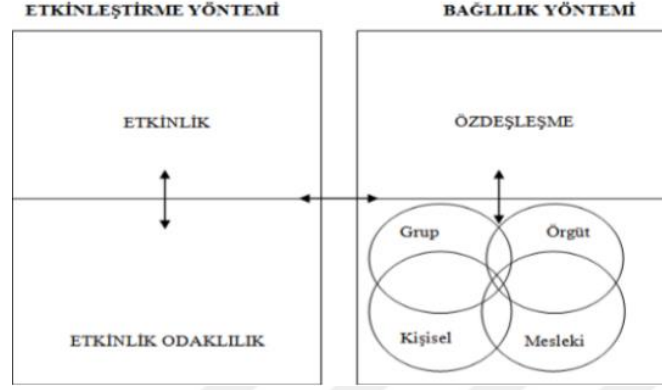 ETKİNLEŞTİRME YÖNTEMİ
BAĞLILIK YÖNTEMİ
ETKİNLİK
ÖZDEŞLEŞME
Grup
Örgüt
ETKİNLİK ODAKLILIK
Kişisel
Mesleki